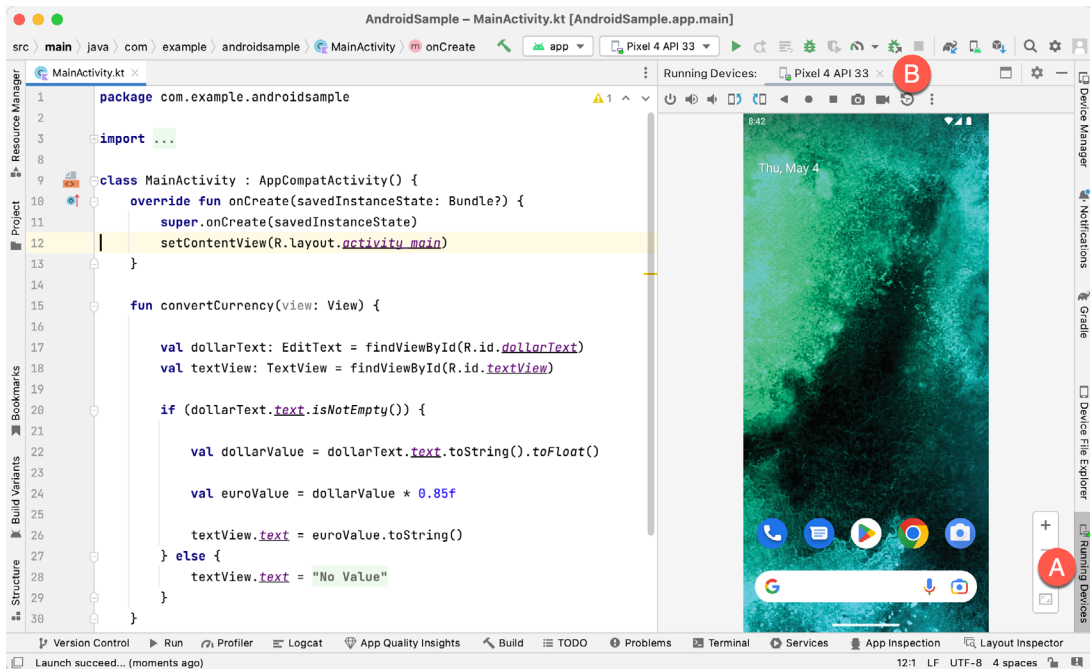 AndroidSample – MainActivity.kt [AndroidSample.app.main]
src main java com example androidsample MainActivity onCreate app Pixel 4 API 33
MainActivity.kt
Running Devices: Pixel 4 API 33
B
1 package com.example.androidsample
1
2
3 import ...
8
9 class MainActivity : AppCompatActivity() {
10 override fun onCreate(savedInstanceState: Bundle?) {
11 super.onCreate(savedInstanceState)
12 setContentView(R.layout.activity_main)
13 }
14
15 fun convertCurrency(view: View) {
16
17 val dollarText: EditText = findViewById(R.id.dollarText)
18 val textView: TextView = findViewById(R.id.textView)
19
20 if (dollarText.text.isNotEmpty()) {
21
22 val dollarValue = dollarText.text.toString().toFloat()
23
24 val euroValue = dollarValue * 0.85f
25
26 textView.text = euroValue.toString()
27 } else {
28 textView.text = "No Value"
29 }
30 }
Resource Manager
Project
Bookmarks
Build Variants
Structure
8:42
Thu, May 4
A
Device Manager
Notifications
Gradle
Device File Explorer
Running Devices
Version Control Run Profiler Logcat App Quality Insights Build TODO Problems Terminal Services App Inspection Layout Inspector
Launch succeed... (moments ago) 12:1 LF UTF-8 4 spaces